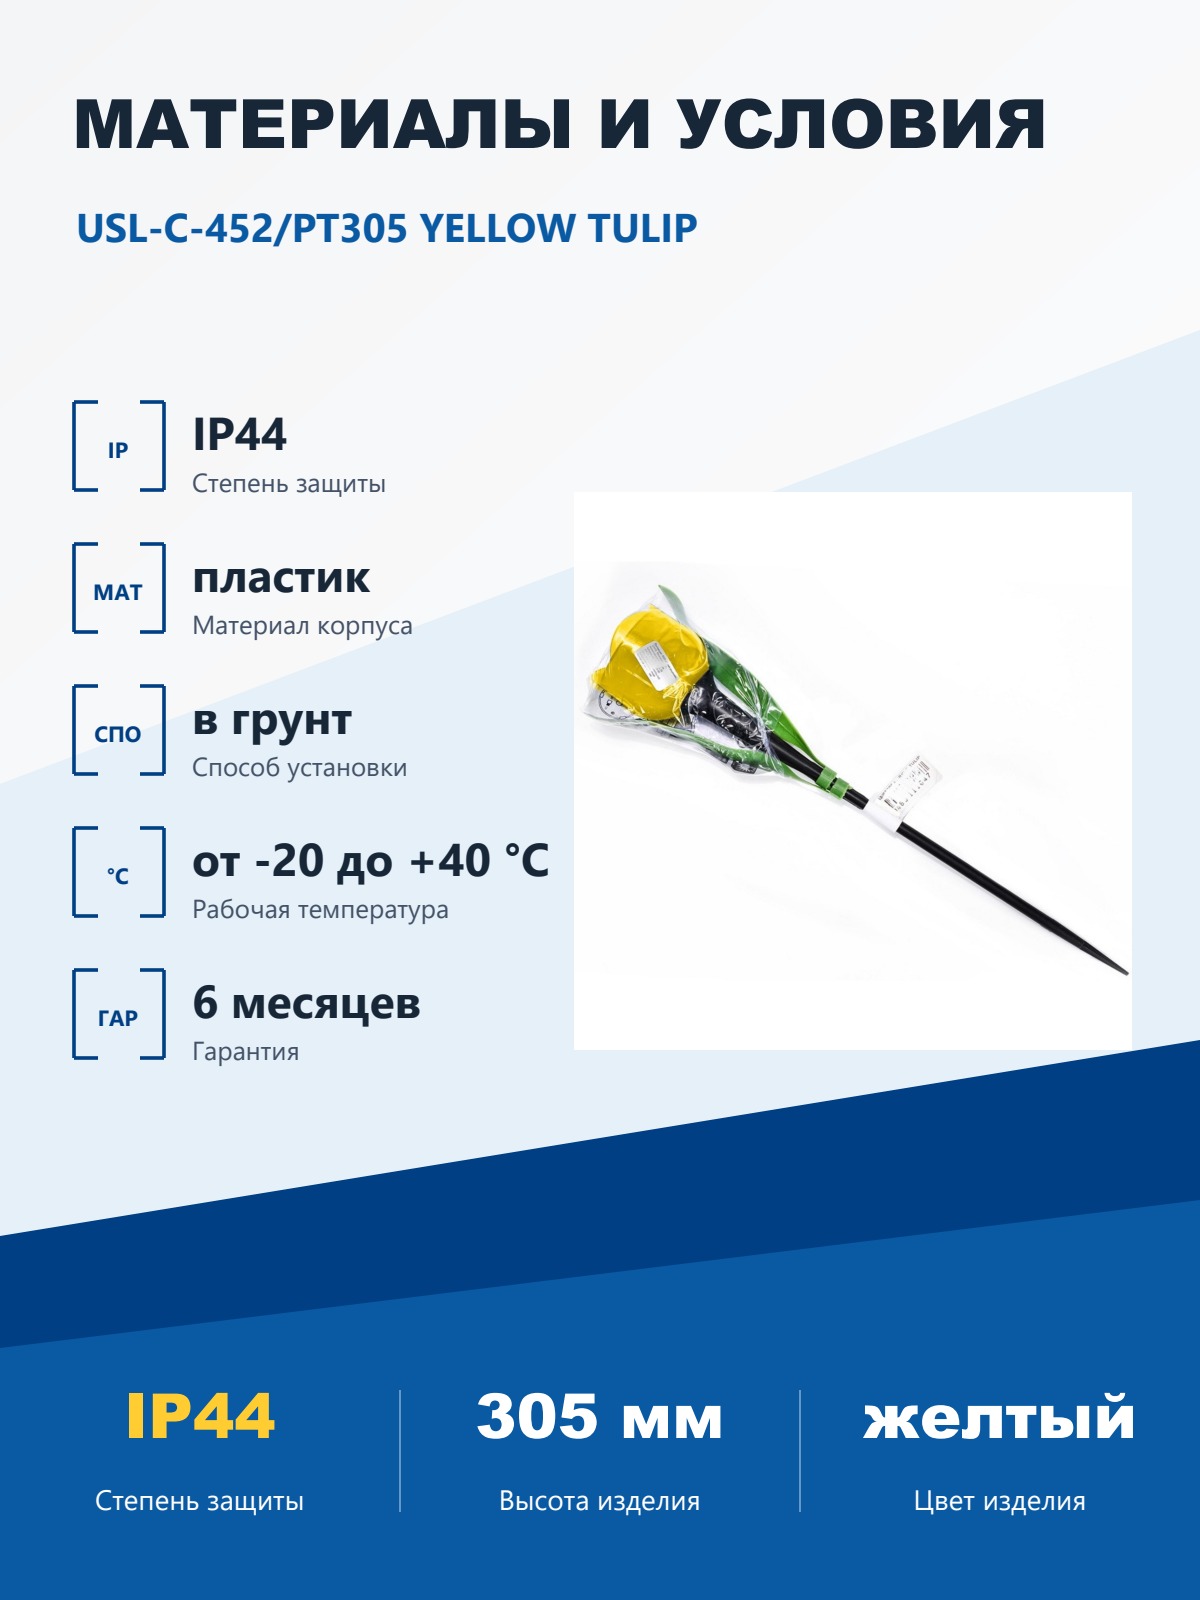 МАТЕРИАЛЫ И УСЛОВИЯ
USL-C-452/PT305 YELLOW TULIP
IP
IP44
Степень защиты
МАТ
пластик
Материал корпуса
СПО
в грунт
Способ установки
°C
от -20 до +40 °C
Рабочая температура
ГАР
6 месяцев
Гарантия
IP44
Степень защиты
305 мм
Высота изделия
желтый
Цвет изделия